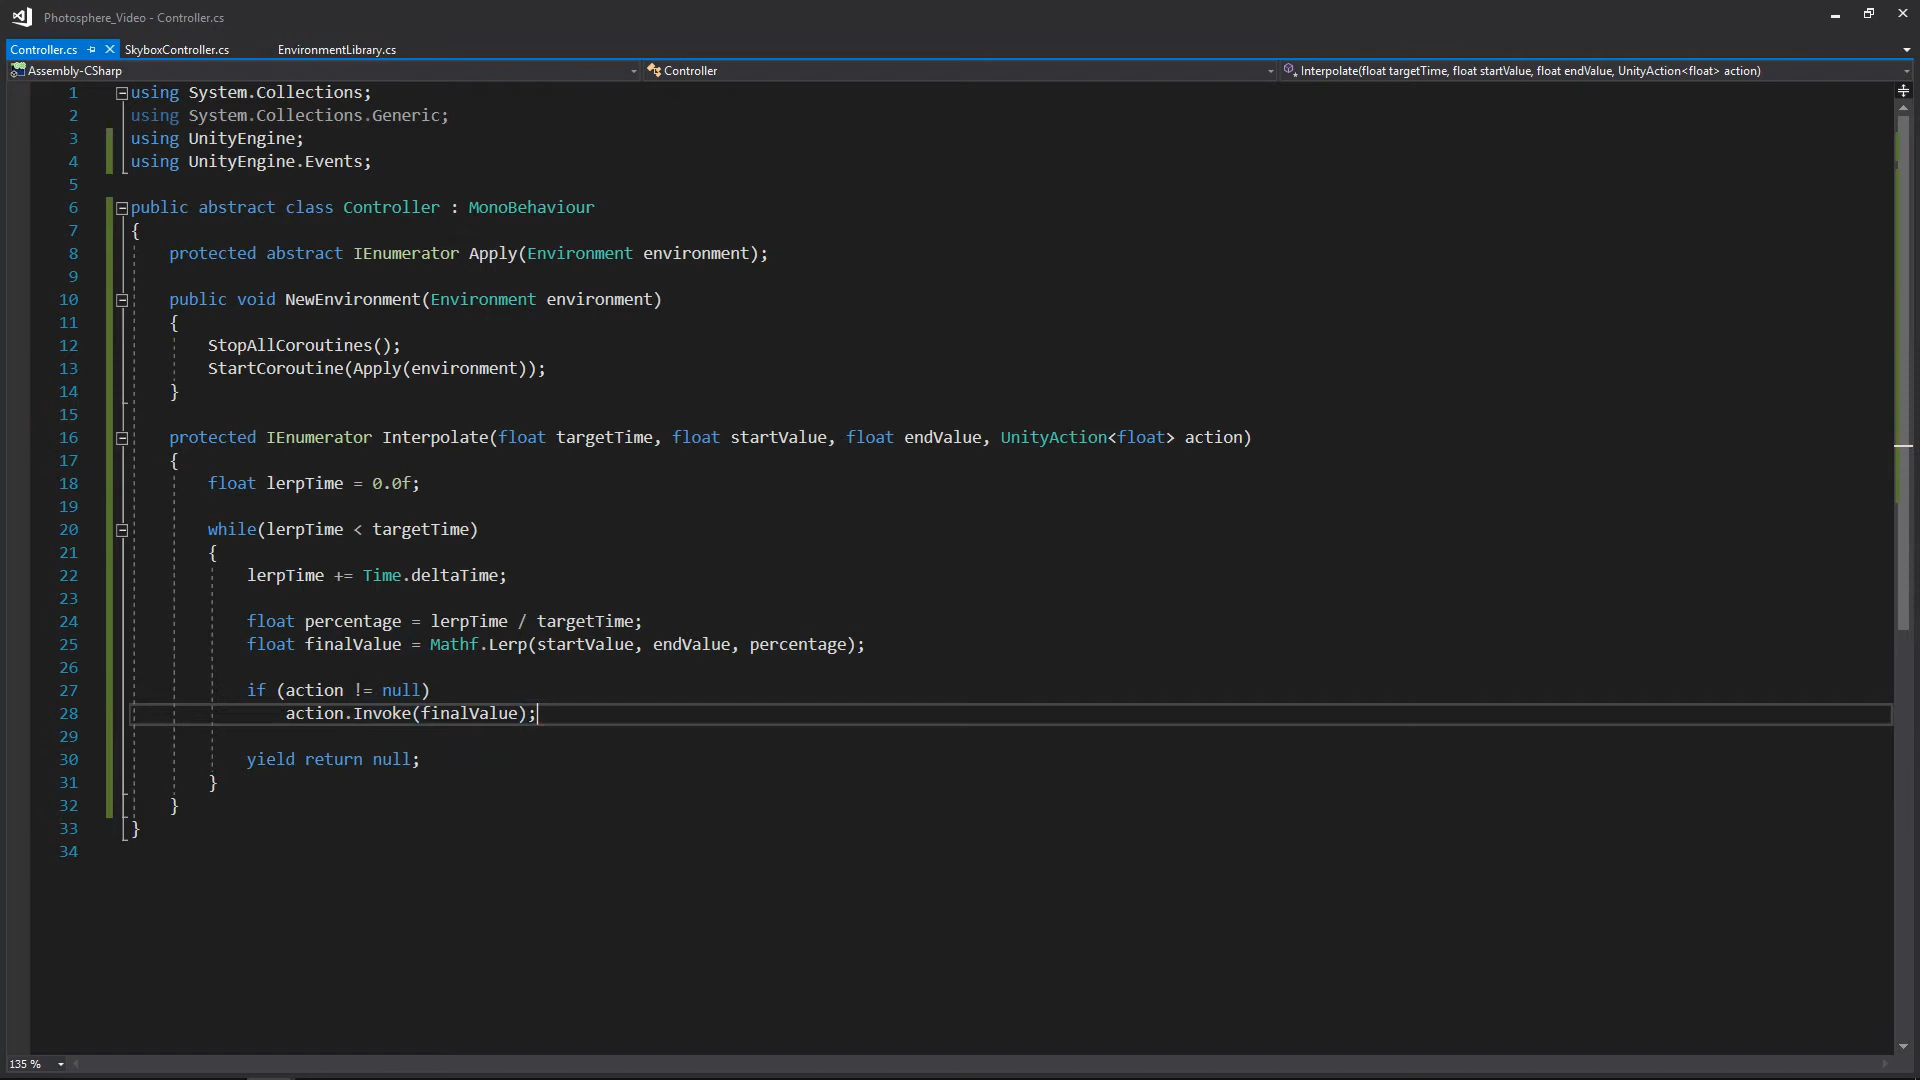 Photosphere_Video - Controller.cs
Controller.cs SkyboxController.cs EnvironmentLibrary.cs
Assembly-CSharp Controller Interpolate(float targetTime, float startValue, float endValue, UnityAction<float> action)
1 using System.Collections;
2 using System.Collections.Generic;
3 using UnityEngine;
4 using UnityEngine.Events;
5
6 public abstract class Controller : MonoBehaviour
7 {
8 protected abstract IEnumerator Apply(Environment environment);
9
10 public void NewEnvironment(Environment environment)
11 {
12 StopAllCoroutines();
13 StartCoroutine(Apply(environment));
14 }
15
16 protected IEnumerator Interpolate(float targetTime, float startValue, float endValue, UnityAction<float> action)
17 {
18 float lerpTime = 0.0f;
19
20 while(lerpTime < targetTime)
21 {
22 lerpTime += Time.deltaTime;
23
24 float percentage = lerpTime / targetTime;
25 float finalValue = Mathf.Lerp(startValue, endValue, percentage);
26
27 if (action != null)
28 action.Invoke(finalValue);
29
30 yield return null;
31 }
32 }
33 }
34
135 %